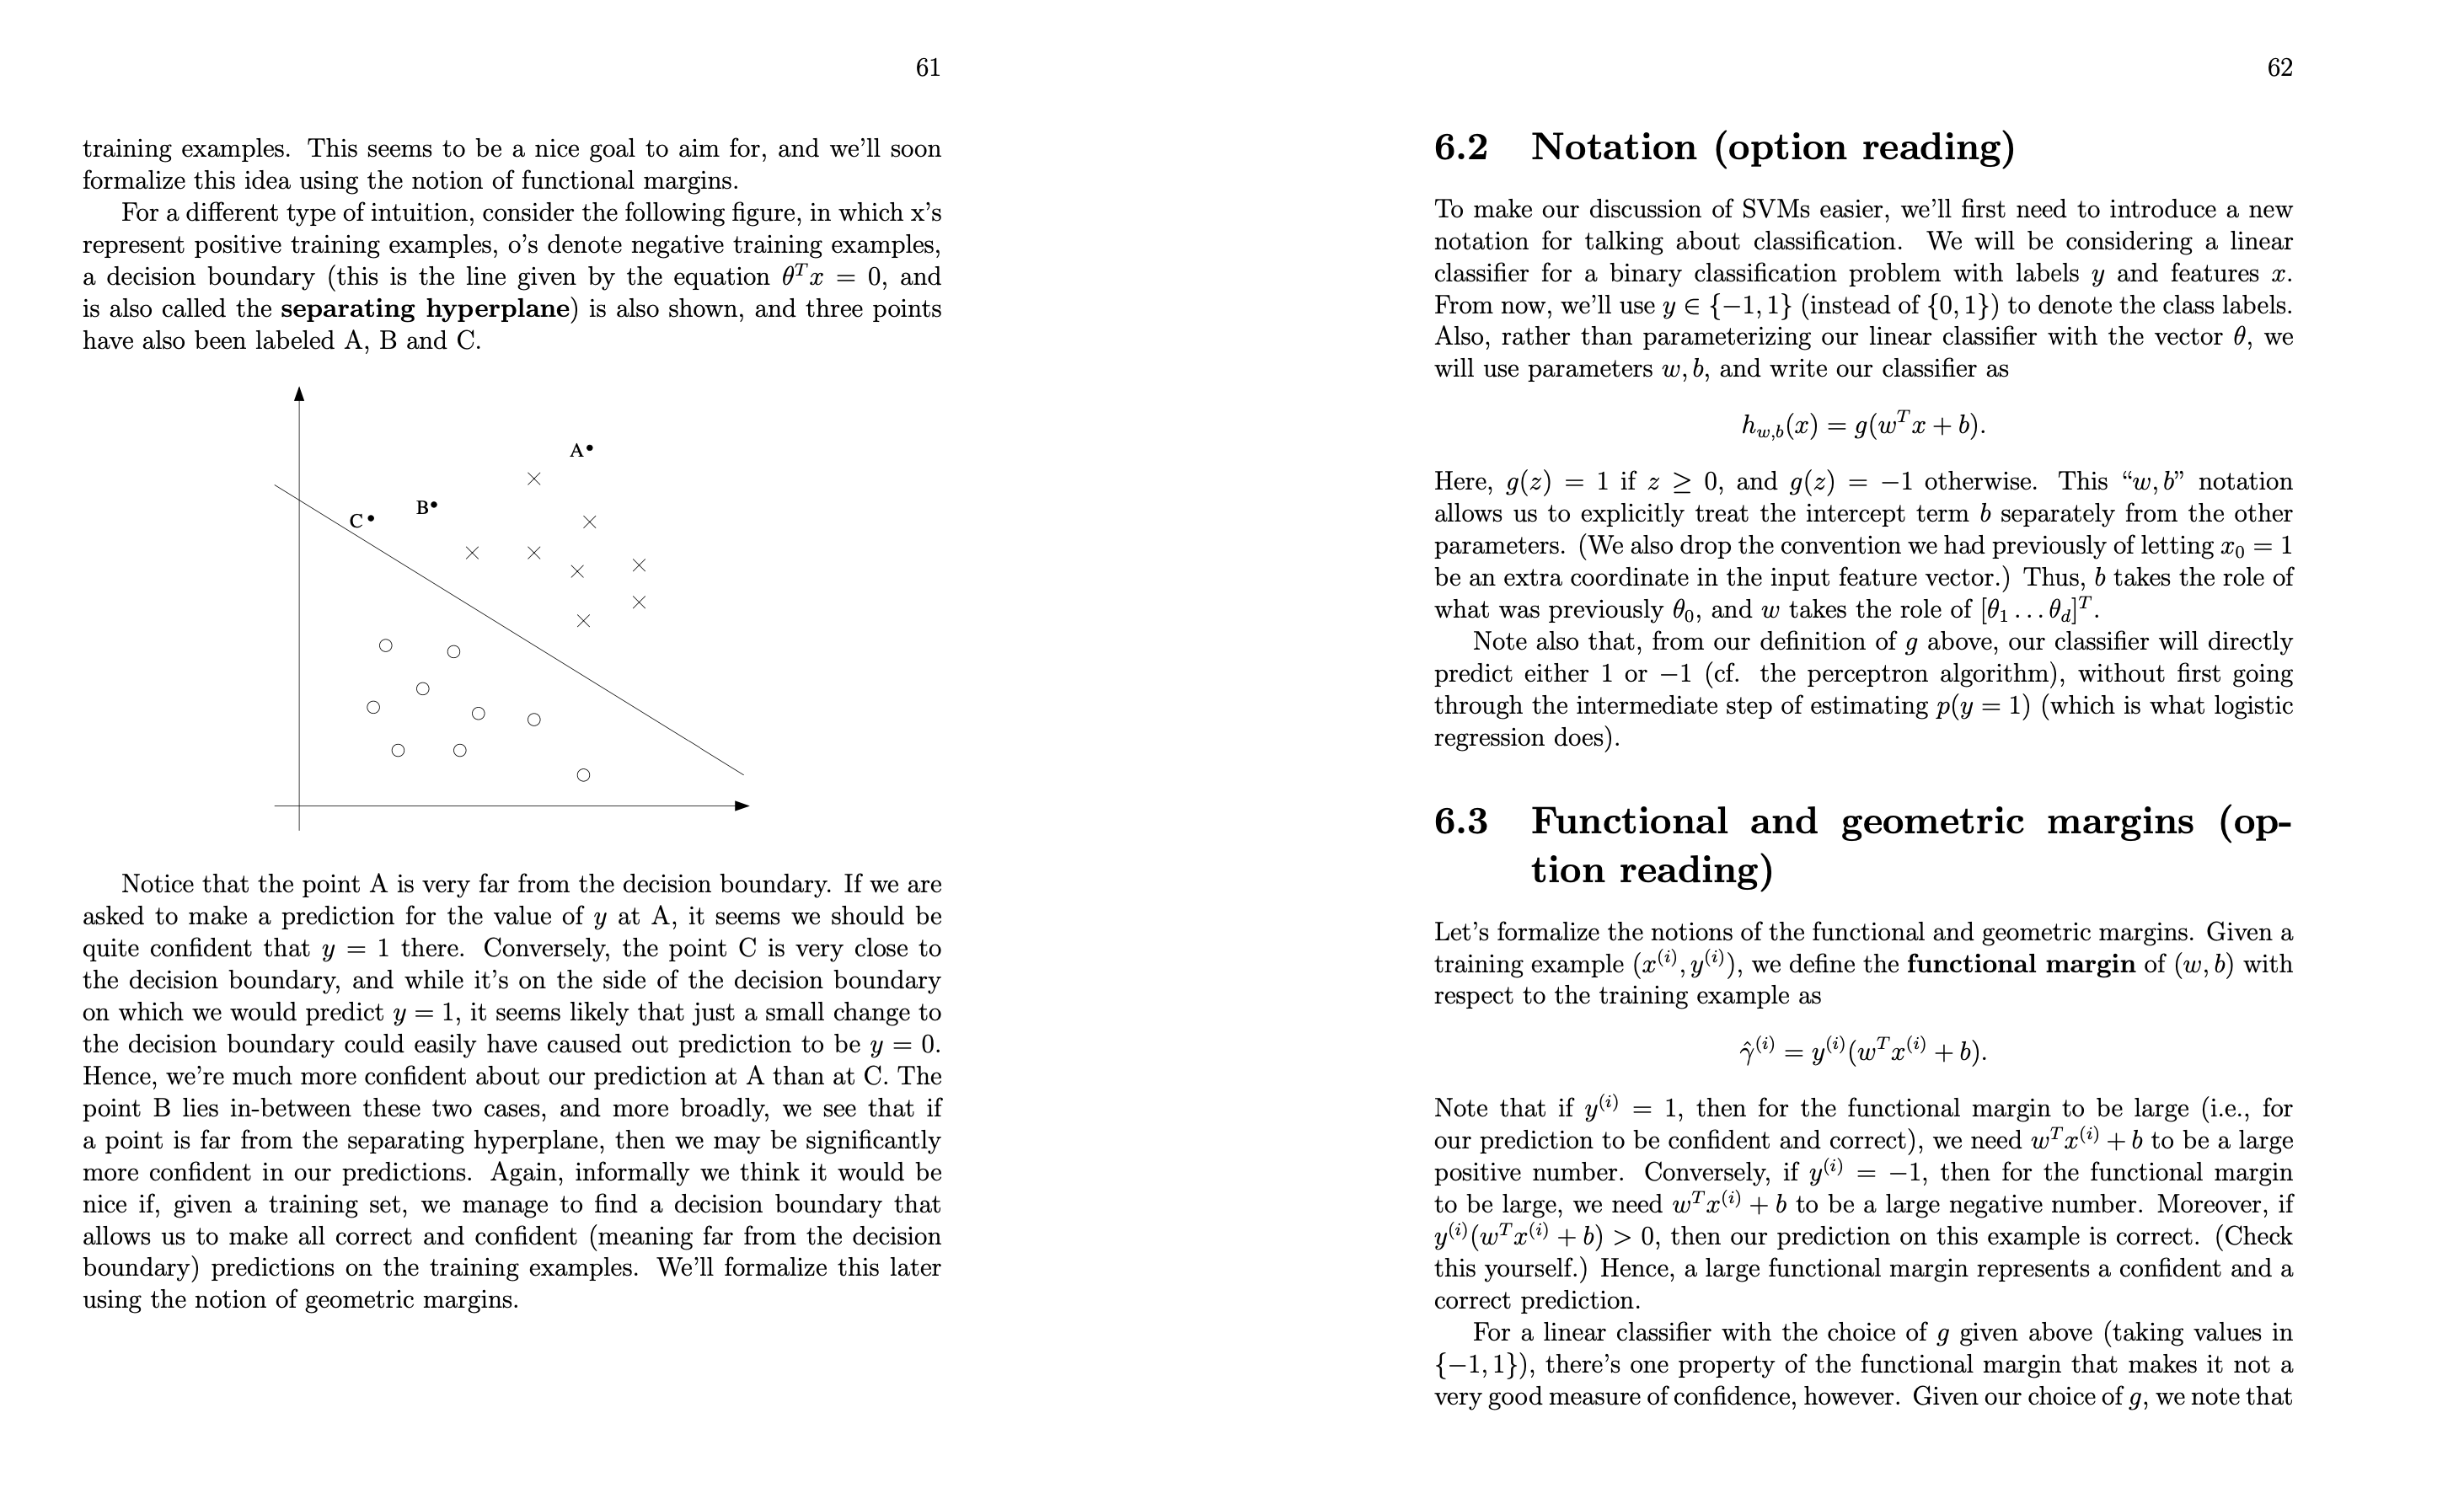 61
training examples. This seems to be a nice goal to aim for, and we'll soon
formalize this idea using the notion of functional margins.
For a different type of intuition, consider the following figure, in which x's
represent positive training examples, o's denote negative training examples,
a decision boundary (this is the line given by the equation θᵀx = 0, and
is also called the separating hyperplane) is also shown, and three points
have also been labeled A, B and C.
A
B
C
Notice that the point A is very far from the decision boundary. If we are
asked to make a prediction for the value of y at A, it seems we should be
quite confident that y = 1 there. Conversely, the point C is very close to
the decision boundary, and while it's on the side of the decision boundary
on which we would predict y = 1, it seems likely that just a small change to
the decision boundary could easily have caused out prediction to be y = 0.
Hence, we're much more confident about our prediction at A than at C. The
point B lies in-between these two cases, and more broadly, we see that if
a point is far from the separating hyperplane, then we may be significantly
more confident in our predictions. Again, informally we think it would be
nice if, given a training set, we manage to find a decision boundary that
allows us to make all correct and confident (meaning far from the decision
boundary) predictions on the training examples. We'll formalize this later
using the notion of geometric margins.
62
6.2 Notation (option reading)
To make our discussion of SVMs easier, we'll first need to introduce a new
notation for talking about classification. We will be considering a linear
classifier for a binary classification problem with labels y and features x.
From now, we'll use y ∈ {−1, 1} (instead of {0, 1}) to denote the class labels.
Also, rather than parameterizing our linear classifier with the vector θ, we
will use parameters w, b, and write our classifier as
h_{w,b}(x) = g(wᵀx + b).
Here, g(z) = 1 if z ≥ 0, and g(z) = −1 otherwise. This “w, b” notation
allows us to explicitly treat the intercept term b separately from the other
parameters. (We also drop the convention we had previously of letting x₀ = 1
be an extra coordinate in the input feature vector.) Thus, b takes the role of
what was previously θ₀, and w takes the role of [θ₁ . . . θ_d]ᵀ.
Note also that, from our definition of g above, our classifier will directly
predict either 1 or −1 (cf. the perceptron algorithm), without first going
through the intermediate step of estimating p(y = 1) (which is what logistic
regression does).
6.3 Functional and geometric margins (op-
tion reading)
Let's formalize the notions of the functional and geometric margins. Given a
training example (x⁽ⁱ⁾, y⁽ⁱ⁾), we define the functional margin of (w, b) with
respect to the training example as
γ̂⁽ⁱ⁾ = y⁽ⁱ⁾(wᵀx⁽ⁱ⁾ + b).
Note that if y⁽ⁱ⁾ = 1, then for the functional margin to be large (i.e., for
our prediction to be confident and correct), we need wᵀx⁽ⁱ⁾ + b to be a large
positive number. Conversely, if y⁽ⁱ⁾ = −1, then for the functional margin
to be large, we need wᵀx⁽ⁱ⁾ + b to be a large negative number. Moreover, if
y⁽ⁱ⁾(wᵀx⁽ⁱ⁾ + b) > 0, then our prediction on this example is correct. (Check
this yourself.) Hence, a large functional margin represents a confident and a
correct prediction.
For a linear classifier with the choice of g given above (taking values in
{−1, 1}), there's one property of the functional margin that makes it not a
very good measure of confidence, however. Given our choice of g, we note that